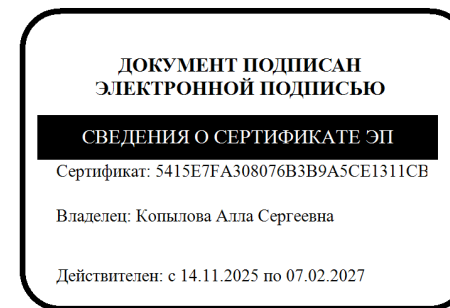 ДОКУМЕНТ ПОДПИСАН
ЭЛЕКТРОННОЙ ПОДПИСЬЮ
СВЕДЕНИЯ О СЕРТИФИКАТЕ ЭП
Сертификат: 5415E7FA308076B3B9A5CE1311CB
Владелец: Копылова Алла Сергеевна
Действителен: с 14.11.2025 по 07.02.2027